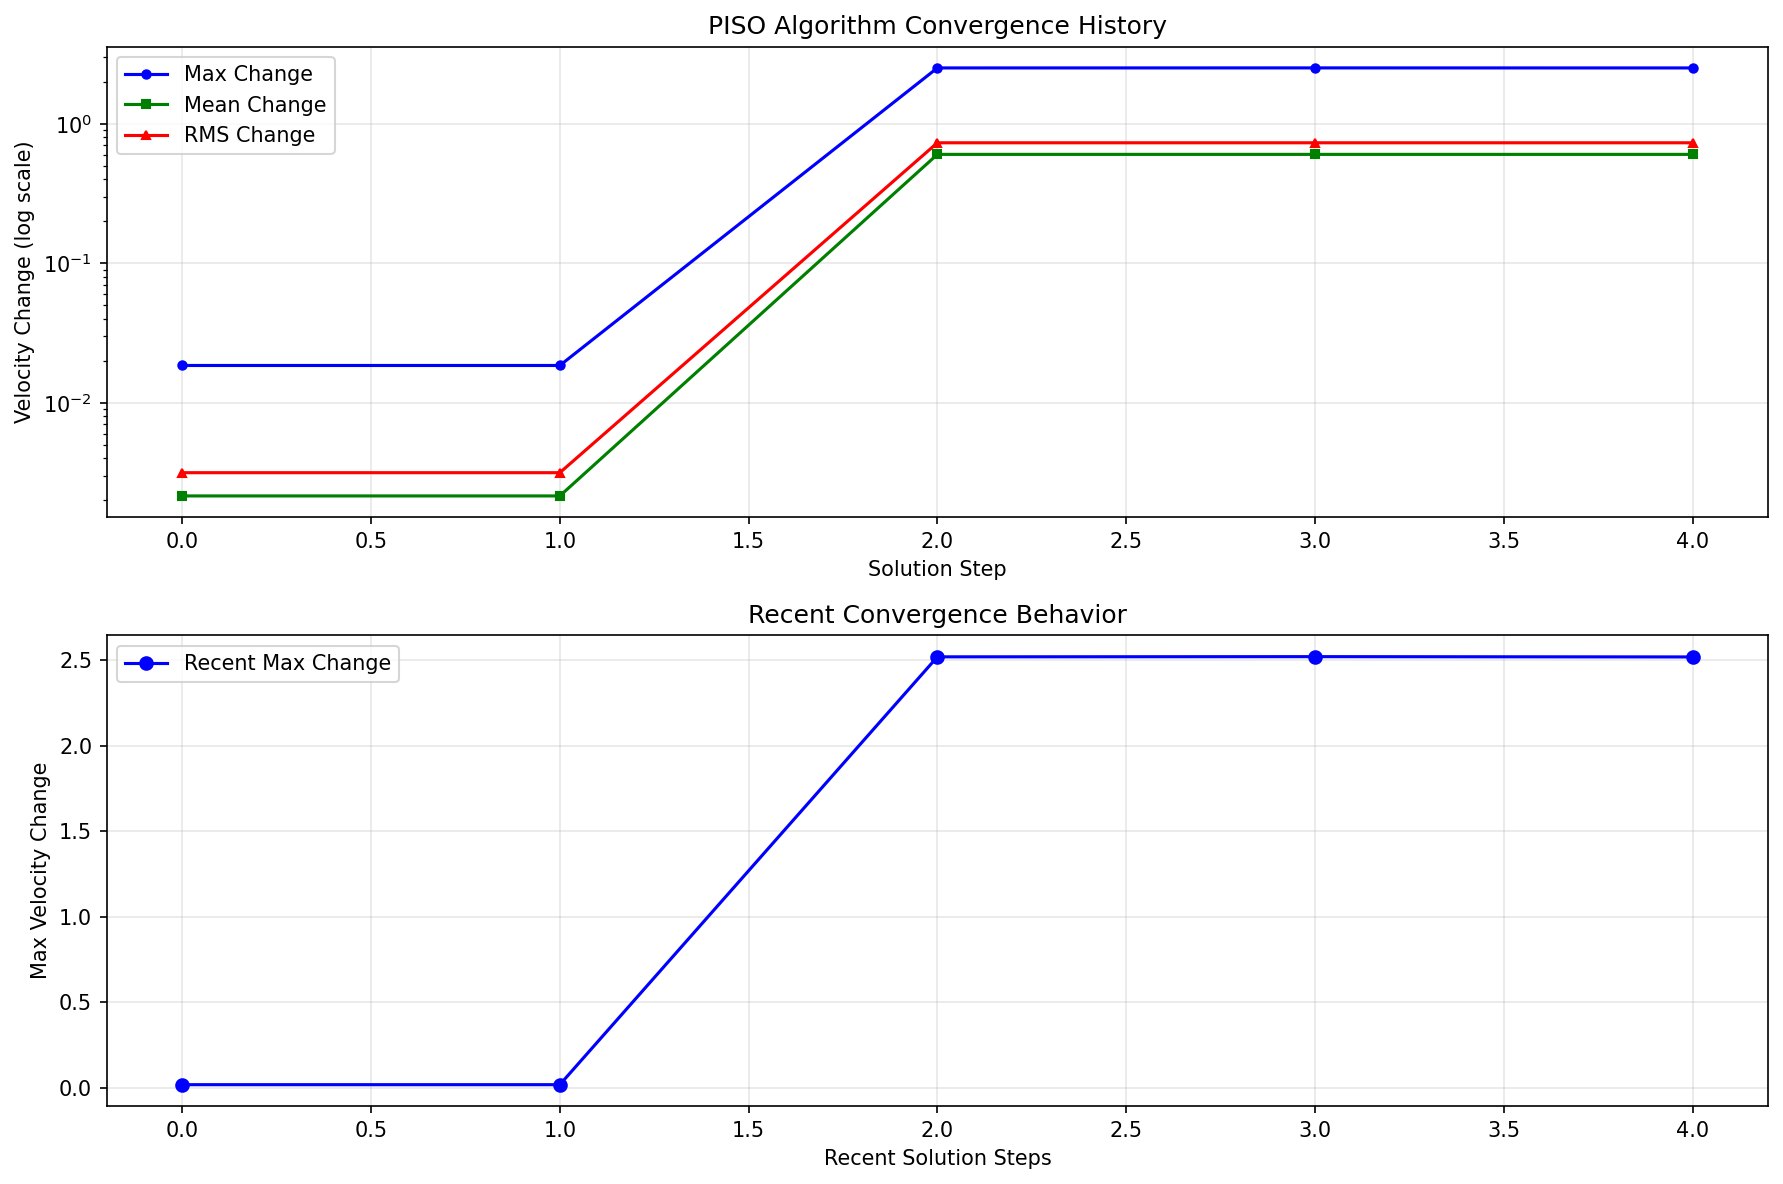 PISO Algorithm Convergence History
Max Change
Mean Change
RMS Change
Velocity Change (log scale)
10⁰
10⁻¹
10⁻²
0.0 0.5 1.0 1.5 2.0 2.5 3.0 3.5 4.0
Solution Step
Recent Convergence Behavior
Recent Max Change
Max Velocity Change
2.5
2.0
1.5
1.0
0.5
0.0
0.0 0.5 1.0 1.5 2.0 2.5 3.0 3.5 4.0
Recent Solution Steps